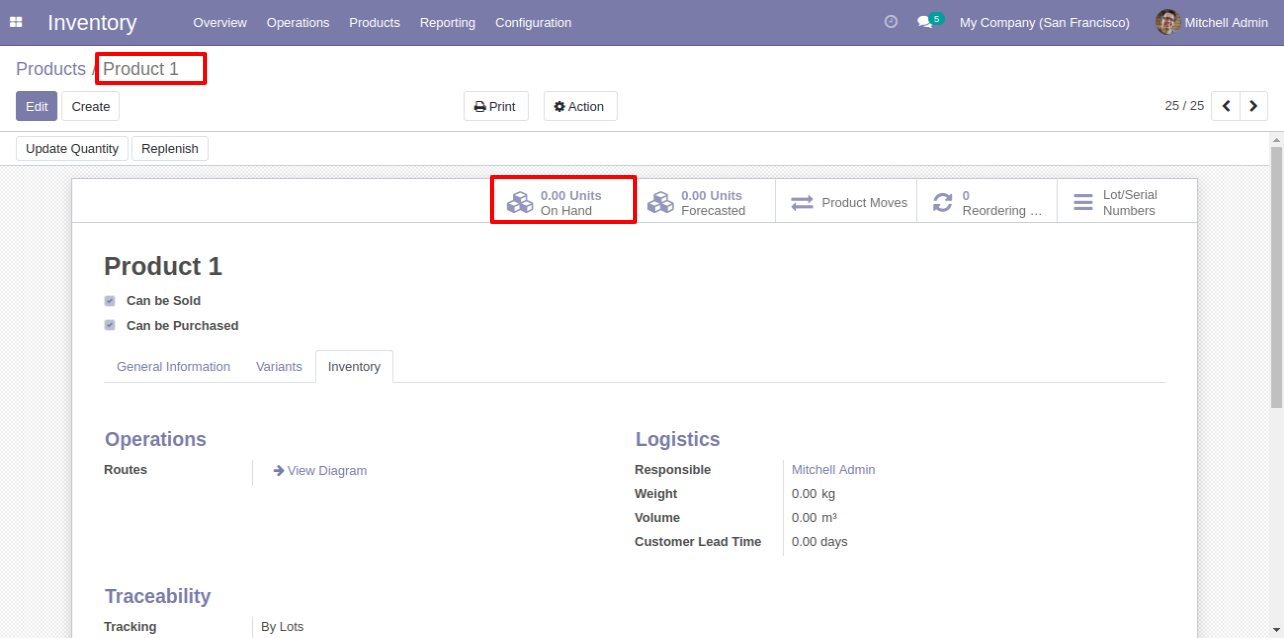 Inventory Overview Operations Products Reporting Configuration 5 My Company (San Francisco) Mitchell Admin
Products / Product 1
Edit Create Print Action 25 / 25
Update Quantity Replenish
0.00 Units
On Hand
0.00 Units
Forecasted
Product Moves
0
Reordering ...
Lot/Serial
Numbers
Product 1
Can be Sold
Can be Purchased
General Information Variants Inventory
Operations
Routes View Diagram
Logistics
Responsible Mitchell Admin
Weight 0.00 kg
Volume 0.00 m³
Customer Lead Time 0.00 days
Traceability
Tracking By Lots